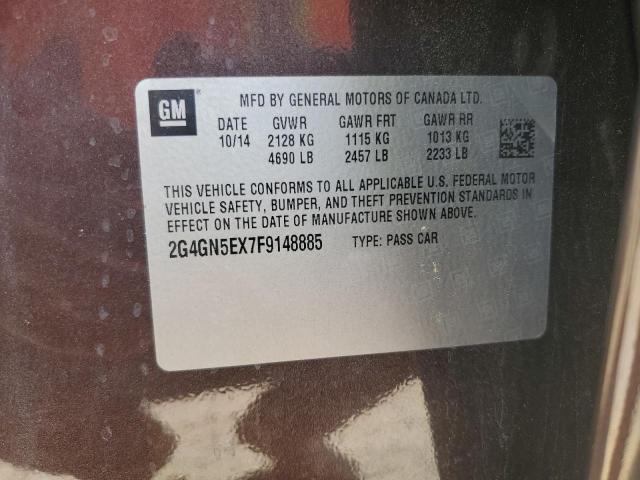 GM
MFD BY GENERAL MOTORS OF CANADA LTD.
DATE GVWR GAWR FRT GAWR RR
10/14 2128 KG 1115 KG 1013 KG
4690 LB 2457 LB 2233 LB
THIS VEHICLE CONFORMS TO ALL APPLICABLE U.S. FEDERAL MOTOR
VEHICLE SAFETY, BUMPER, AND THEFT PREVENTION STANDARDS IN
EFFECT ON THE DATE OF MANUFACTURE SHOWN ABOVE.
2G4GN5EX7F9148885 TYPE: PASS CAR